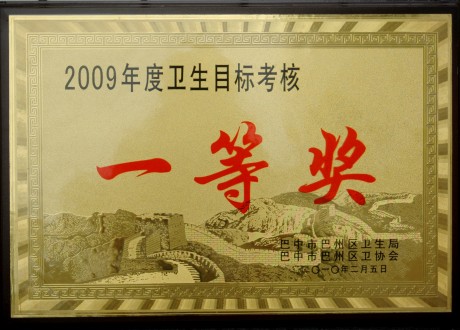 2009年度卫生目标考核
一等奖
巴中市巴州区卫生局
巴中市巴州区卫协会
二〇一〇年二月五日